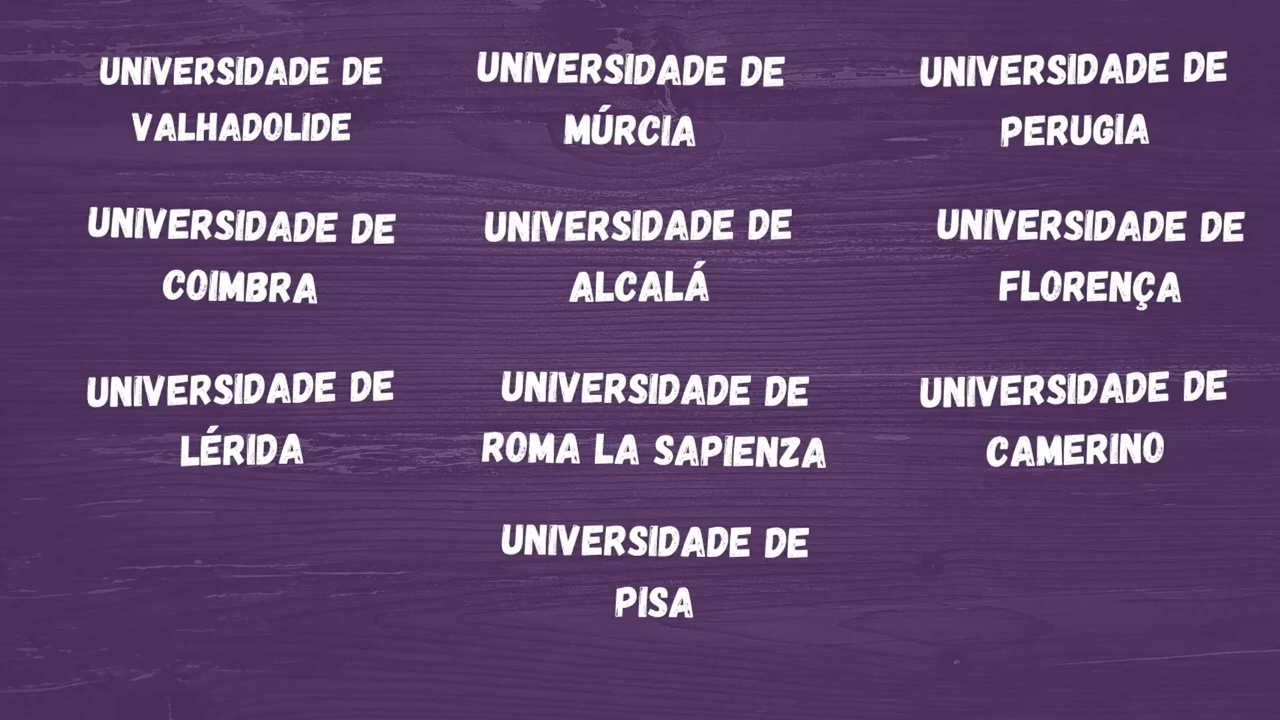 UNIVERSIDADE DE
VALHADOLIDE
UNIVERSIDADE DE
MÚRCIA
UNIVERSIDADE DE
PERUGIA
UNIVERSIDADE DE
COIMBRA
UNIVERSIDADE DE
ALCALÁ
UNIVERSIDADE DE
FLORENÇA
UNIVERSIDADE DE
LÉRIDA
UNIVERSIDADE DE
ROMA LA SAPIENZA
UNIVERSIDADE DE
CAMERINO
UNIVERSIDADE DE
PISA